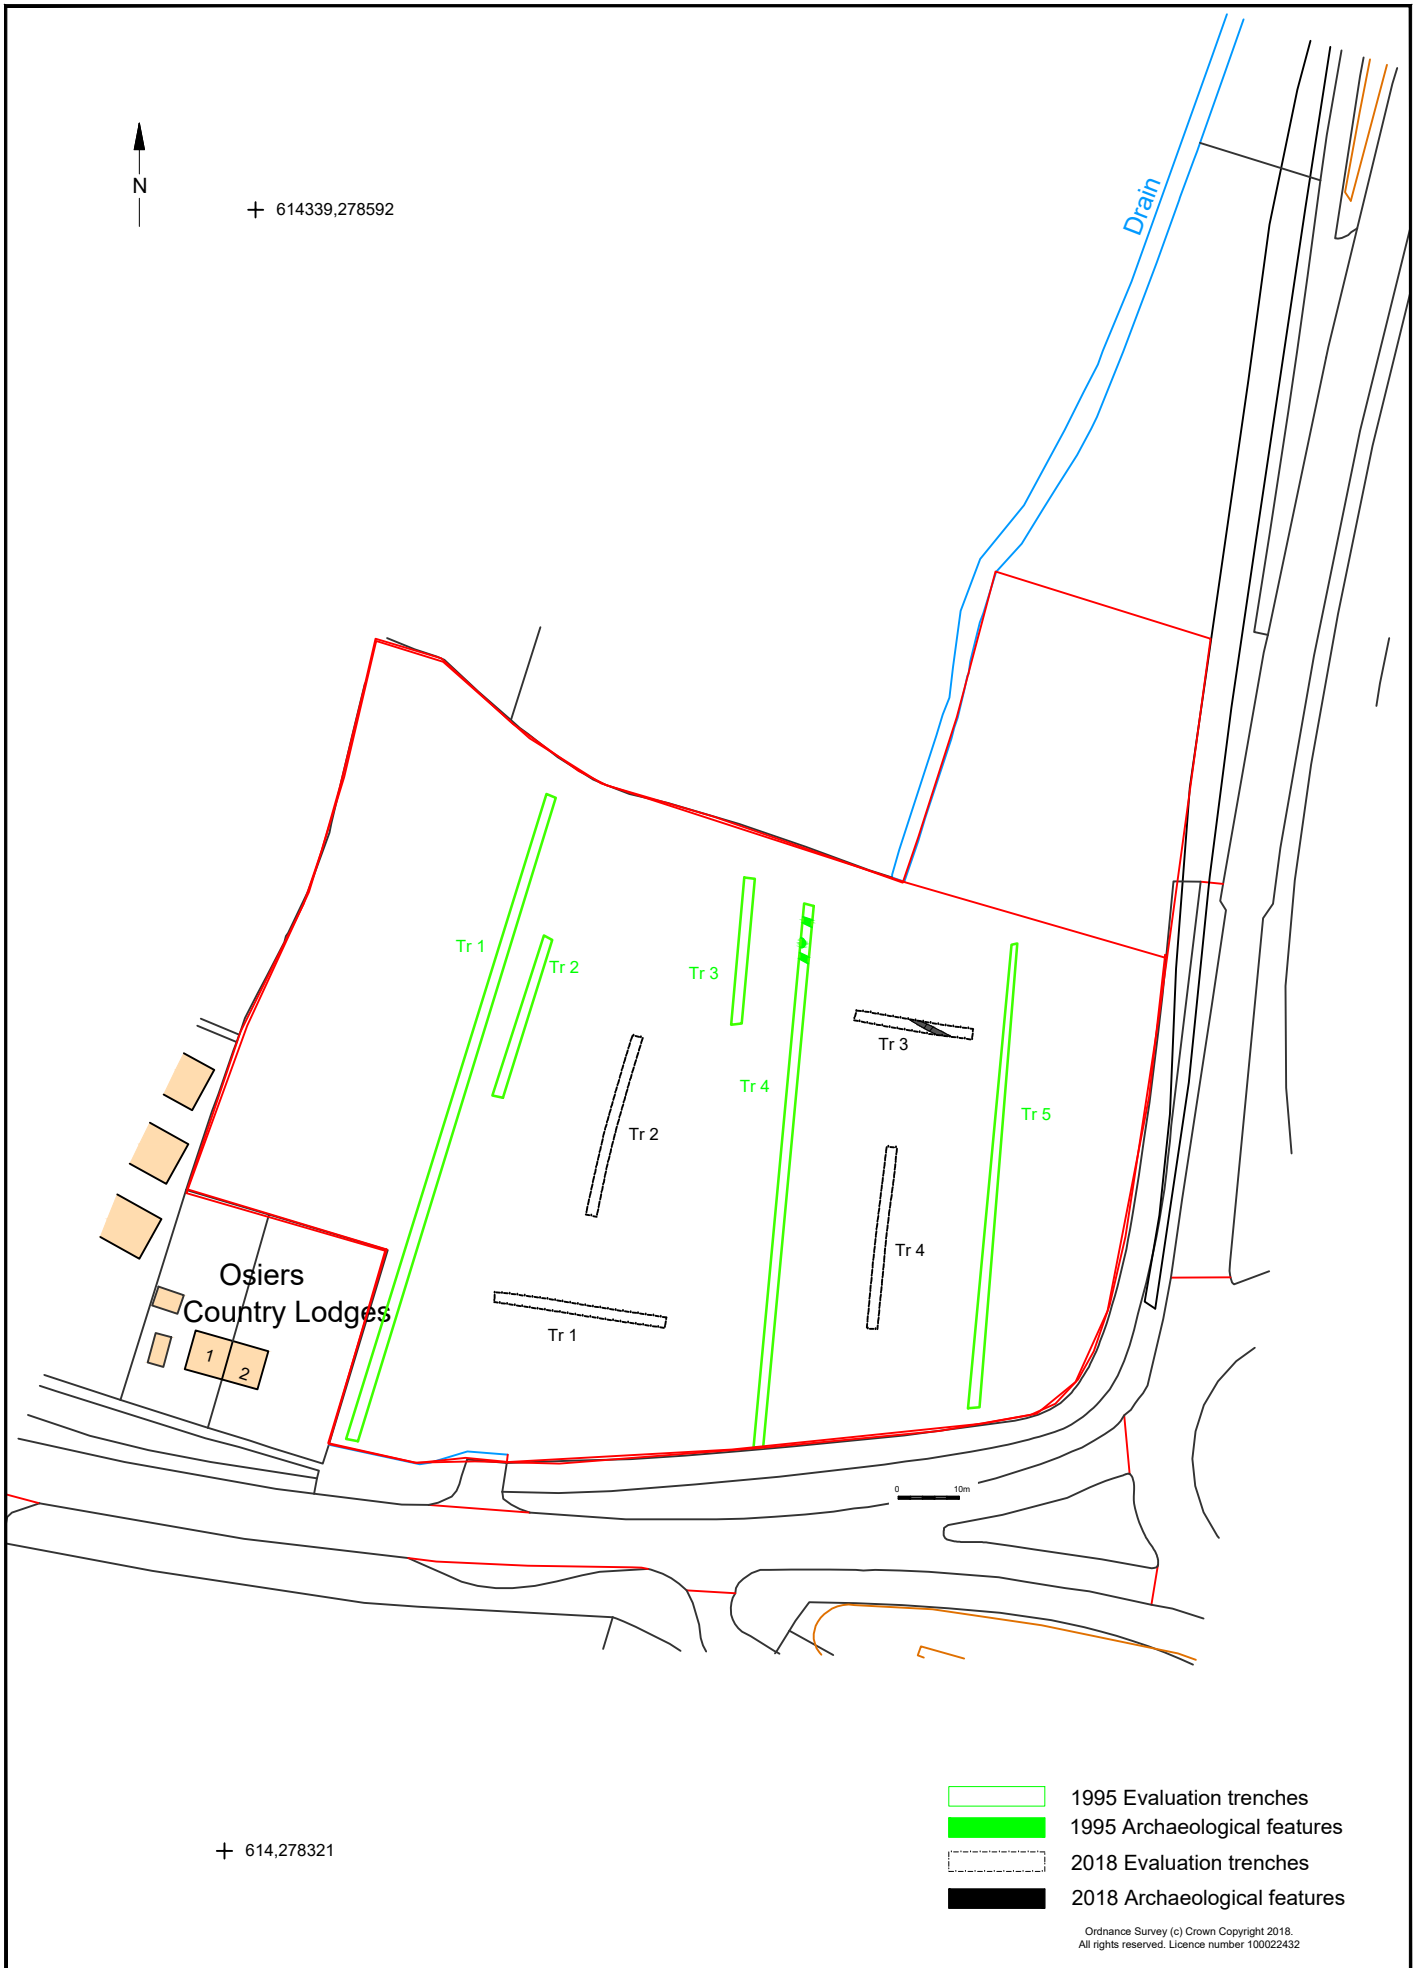 N
614339,278592
Drain
Tr 1
Tr 2
Tr 3
Tr 3
Tr 4
Tr 5
Tr 2
Tr 4
Osiers
Country Lodges
Tr 1
1
2
0 10m
1995 Evaluation trenches
1995 Archaeological features
614,278321
2018 Evaluation trenches
2018 Archaeological features
Ordnance Survey (c) Crown Copyright 2018.
All rights reserved. Licence number 100022432